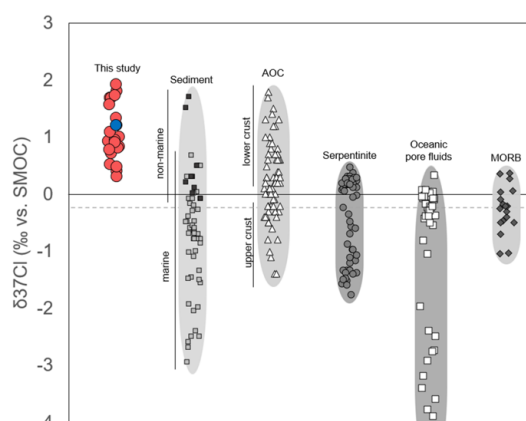 3
2
1
0
-1
-2
-3
δ37Cl (‰ vs. SMOC)
This study
Sediment
AOC
Serpentinite
Oceanic
pore fluids
MORB
non-marine
marine
lower crust
upper crust